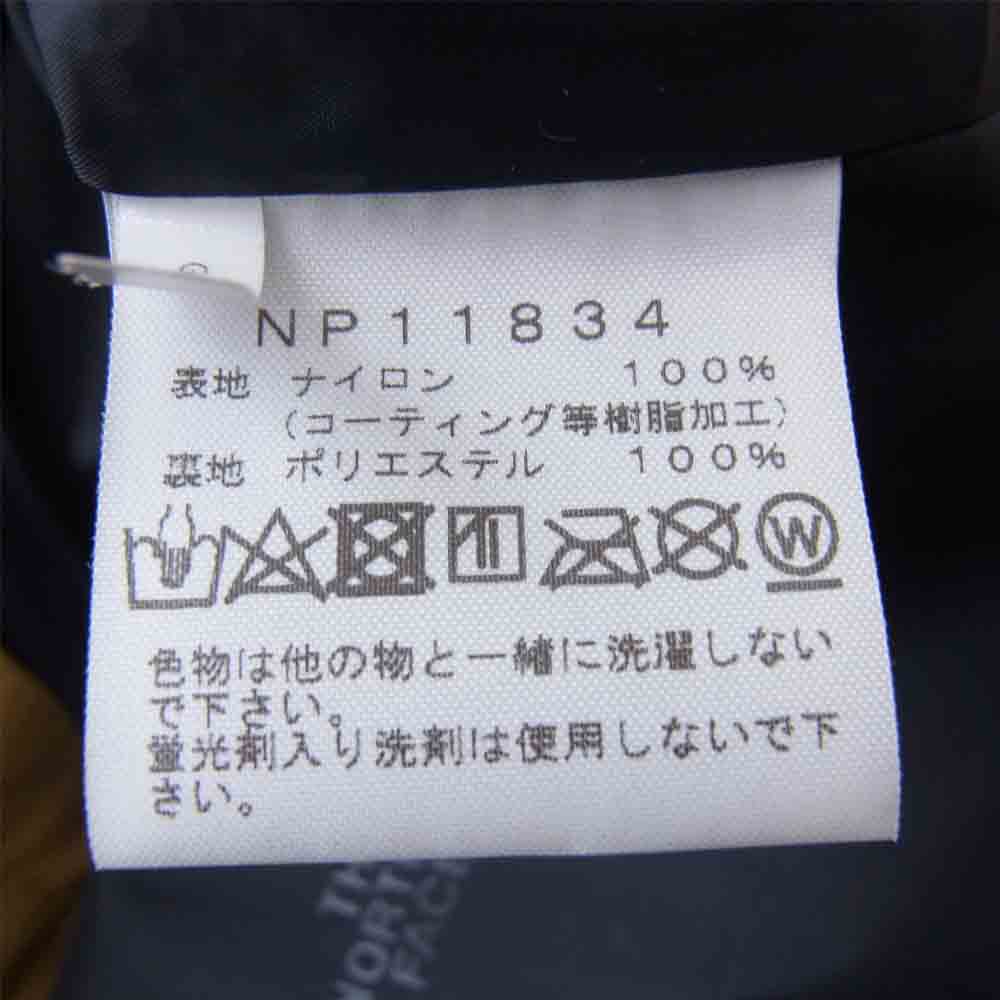 NP11834
表地 ナイロン 100%
(コーティング等樹脂加工)
裏地 ポリエステル 100%
W
色物は他の物と一緒に洗濯しない
で下さい。
蛍光剤入り洗剤は使用しないで下
さい。
NORTH
FACE